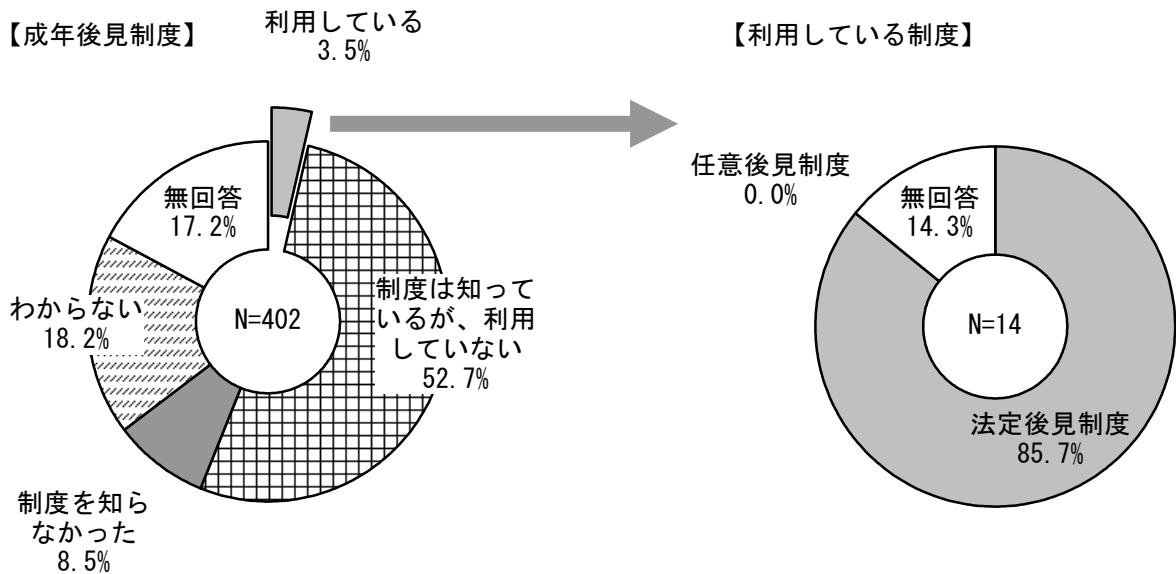 【成年後見制度】
利用している
3.5%
無回答
17.2%
わからない
18.2%
N=402
制度は知って
いるが、利用
していない
52.7%
制度を知ら
なかった
8.5%
【利用している制度】
任意後見制度
0.0%
無回答
14.3%
N=14
法定後見制度
85.7%